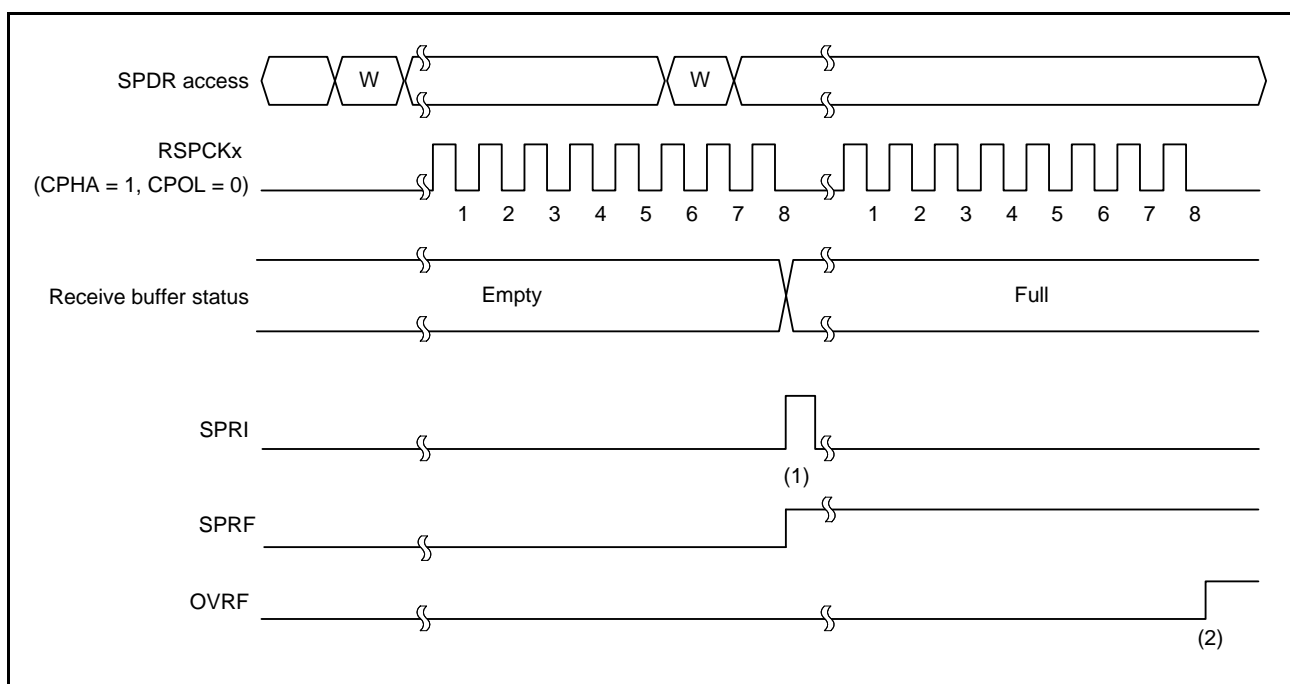 SPDR access
W
W
RSPCKx
(CPHA = 1, CPOL = 0)
1 2 3 4 5 6 7 8 1 2 3 4 5 6 7 8
Receive buffer status
Empty
Full
SPRI
(1)
SPRF
OVRF
(2)